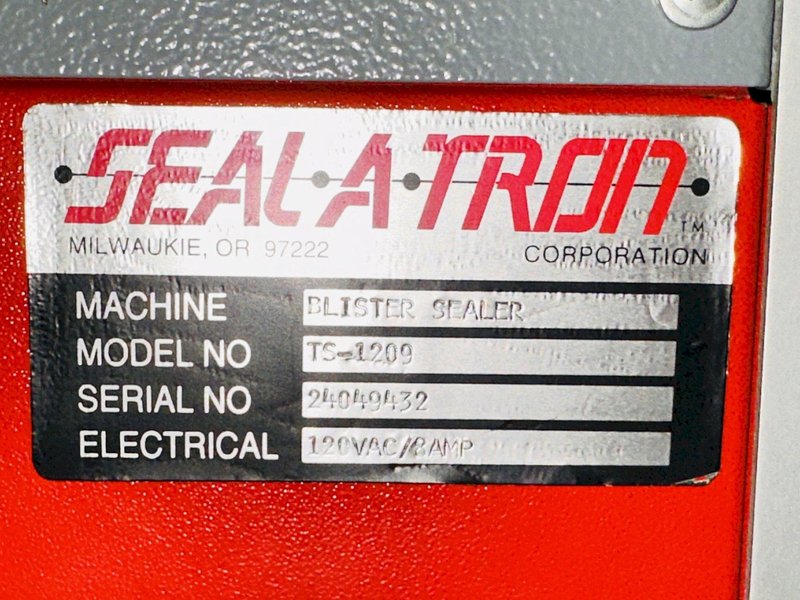 SEAL-A-TRON TM
MILWAUKIE, OR 97222 CORPORATION
MACHINE BLISTER SEALER
MODEL NO TS-1209
SERIAL NO 24049432
ELECTRICAL 120VAC/8AMP